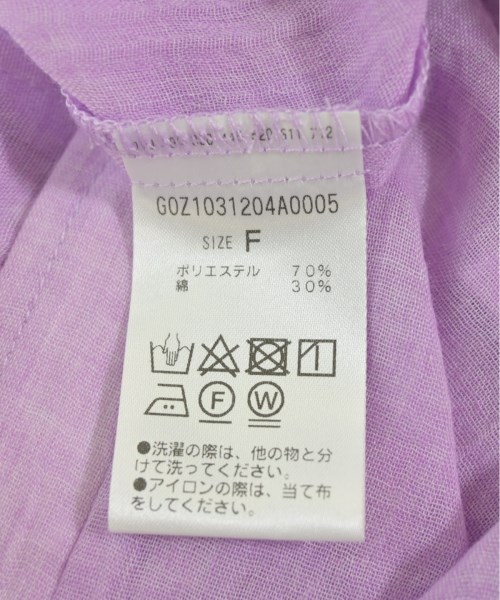 G0Z1031204A0005
SIZE F
ポリエステル 70%
綿 30%
F W
●洗濯の際は、他の物と分
けて洗ってください。
●アイロンの際は、当て布
をしてください。